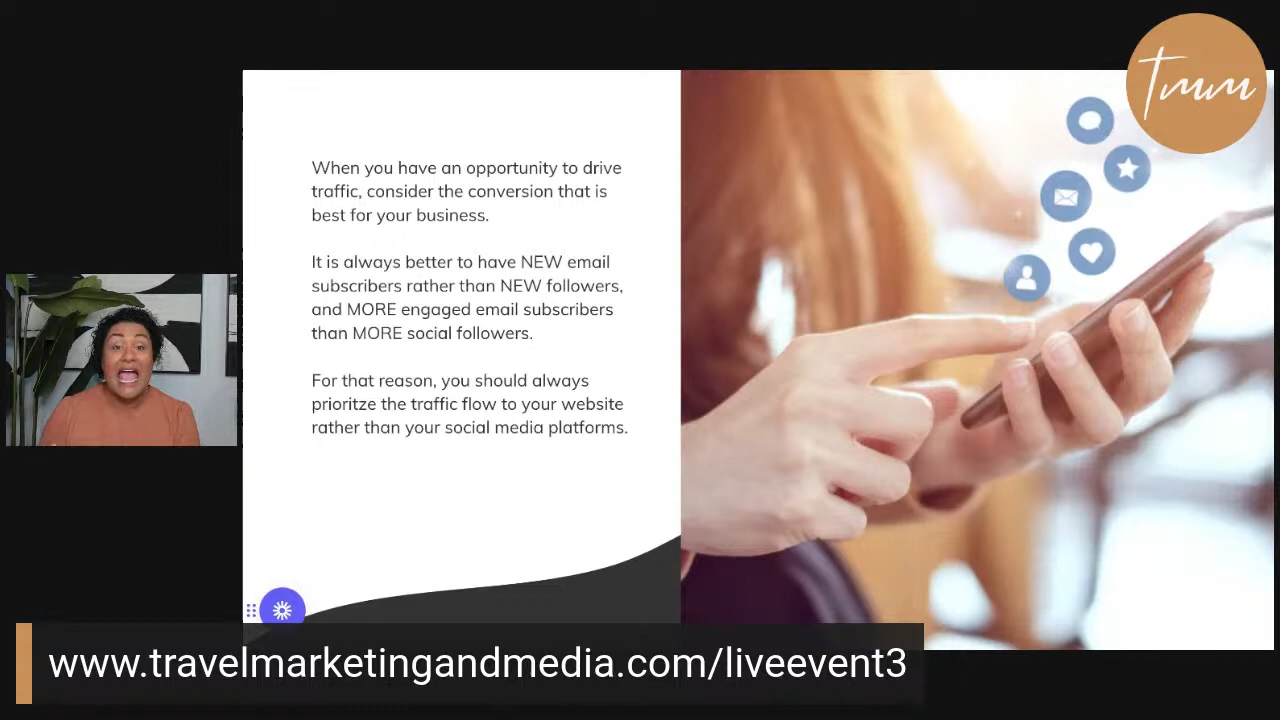 Tmm
When you have an opportunity to drive
traffic, consider the conversion that is
best for your business.
It is always better to have NEW email
subscribers rather than NEW followers,
and MORE engaged email subscribers
than MORE social followers.
For that reason, you should always
prioritze the traffic flow to your website
rather than your social media platforms.
www.travelmarketingandmedia.com/liveevent3